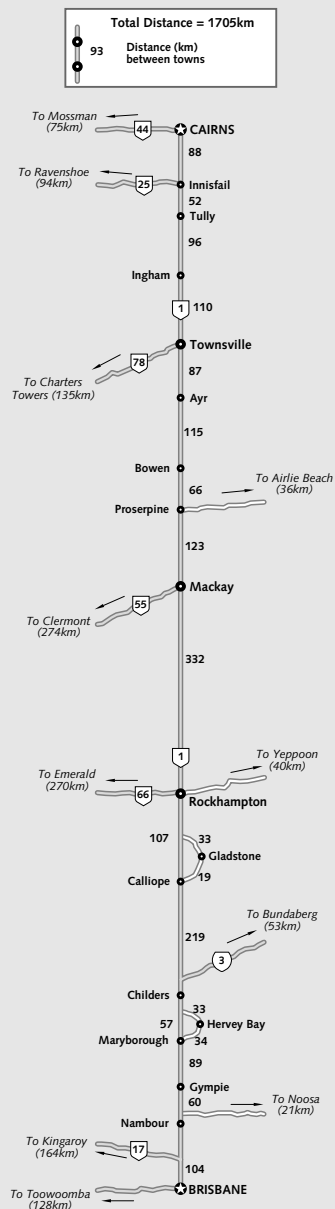 Total Distance = 1705km
93
Distance (km)
between towns
To Mossman
(75km)
44
CAIRNS
88
To Ravenshoe
(94km)
25
Innisfail
52
Tully
96
Ingham
1
110
Townsville
78
87
To Charters
Towers (135km)
Ayr
115
Bowen
66
To Airlie Beach
(36km)
Proserpine
123
Mackay
55
To Clermont
(274km)
332
1
To Yeppoon
(40km)
To Emerald
(270km)
66
Rockhampton
107
33
Gladstone
19
Calliope
To Bundaberg
(53km)
219
3
Childers
33
57
Hervey Bay
Maryborough
34
89
Gympie
60
To Noosa
(21km)
Nambour
To Kingaroy
(164km)
17
104
BRISBANE
To Toowoomba
(128km)